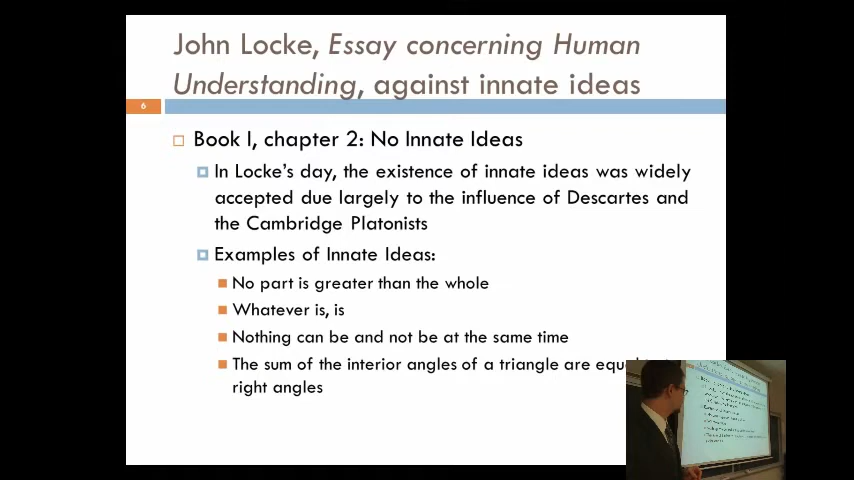 John Locke, Essay concerning Human
Understanding, against innate ideas
6
Book I, chapter 2: No Innate Ideas
In Locke's day, the existence of innate ideas was widely
accepted due largely to the influence of Descartes and
the Cambridge Platonists
Examples of Innate Ideas:
No part is greater than the whole
Whatever is, is
Nothing can be and not be at the same time
The sum of the interior angles of a triangle are
right angles